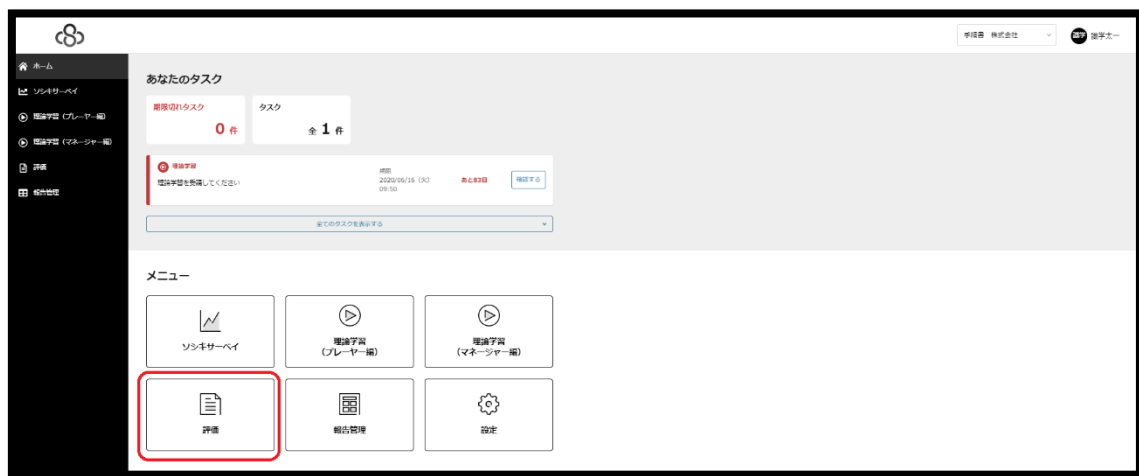 手順書 株式会社
識学
識学太一
ホーム
ソシキサーベイ
理論学習 (プレーヤー編)
理論学習 (マネージャー編)
評価
報告管理
あなたのタスク
期限切れタスク
0 件
タスク
全 1 件
理論学習
理論学習を受講してください
期限
2020/06/16 (火)
09:50
あと83日
確認する
全てのタスクを表示する
メニュー
ソシキサーベイ
理論学習
(プレーヤー編)
理論学習
(マネージャー編)
評価
報告管理
設定